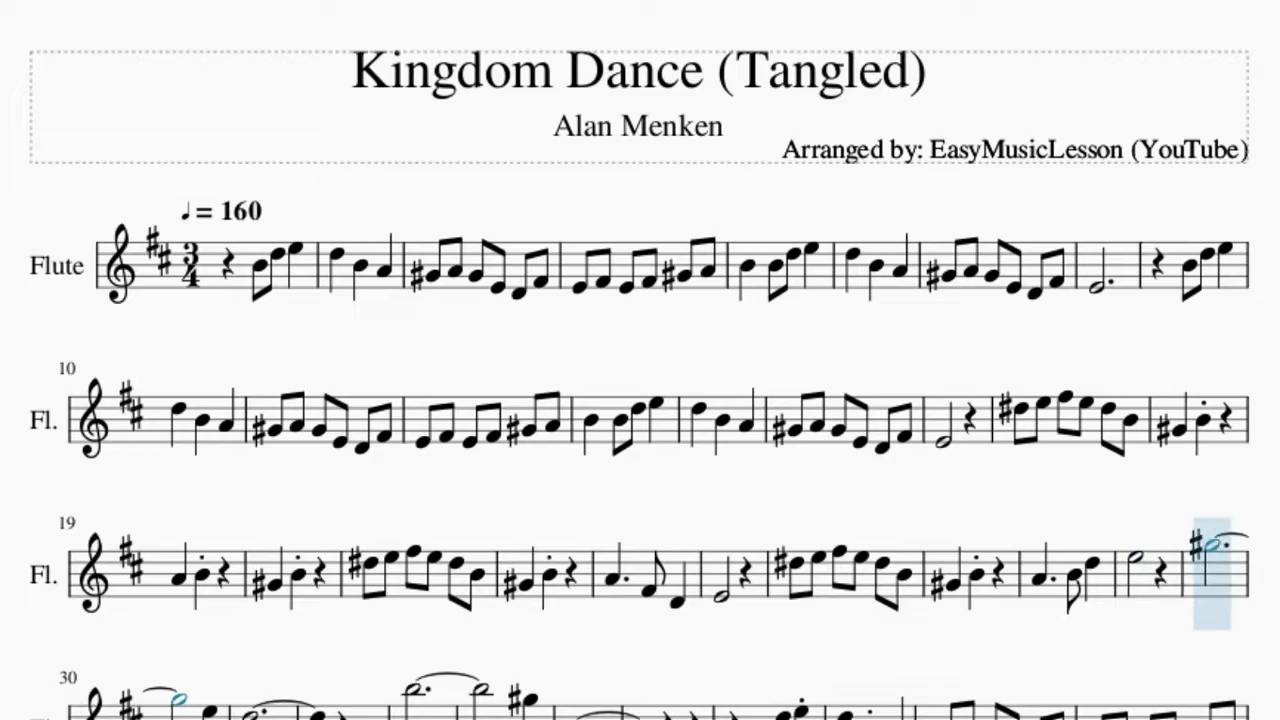 Kingdom Dance (Tangled)
Alan Menken
Arranged by: EasyMusicLesson (YouTube)
♩ = 160
Flute
3
4
10
Fl.
19
Fl.
30